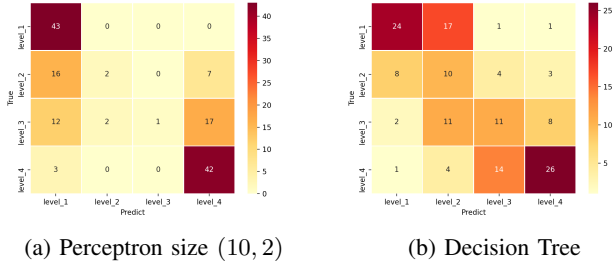 level_1 43 0 0 0
level_2 16 2 0 7
level_3 12 2 1 17
level_4 3 0 0 42
level_1 level_2 level_3 level_4
Predict
True
40
35
30
25
20
15
10
5
0
(a) Perceptron size (10, 2)
level_1 24 17 1 1
level_2 8 10 4 3
level_3 2 11 11 8
level_4 1 4 14 26
level_1 level_2 level_3 level_4
Predict
True
25
20
15
10
5
(b) Decision Tree